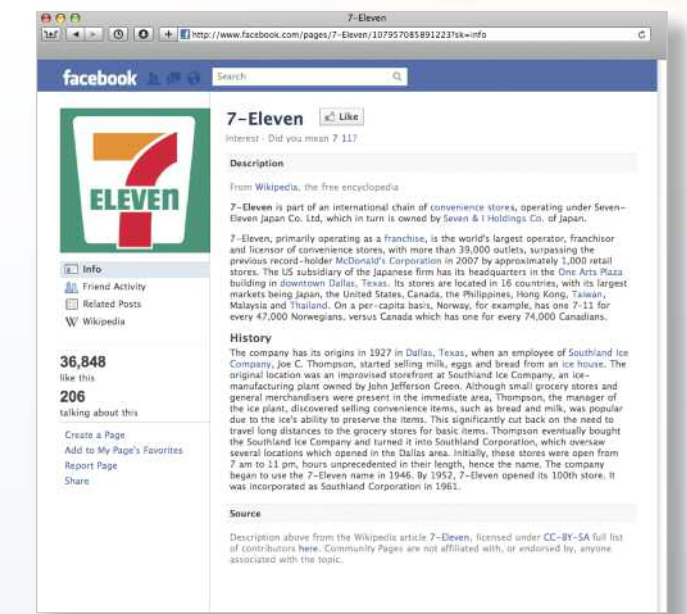 7-Eleven
http://www.facebook.com/pages/7-Eleven/107957085891223?sk=info
facebook
Search
7-Eleven
Like
Interest · Did you mean 7 11?
ELEVEN
Description
From Wikipedia, the free encyclopedia
7-Eleven is part of an international chain of convenience stores, operating under Seven-
Eleven Japan Co. Ltd, which in turn is owned by Seven & I Holdings Co. of Japan.
7-Eleven, primarily operating as a franchise, is the world's largest operator, franchisor
and licensor of convenience stores, with more than 39,000 outlets, surpassing the
previous record-holder McDonald's Corporation in 2007 by approximately 1,000 retail
stores. The US subsidiary of the Japanese firm has its headquarters in the One Arts Plaza
building in downtown Dallas, Texas. Its stores are located in 16 countries, with its largest
markets being Japan, the United States, Canada, the Philippines, Hong Kong, Taiwan,
Malaysia and Thailand. On a per-capita basis, Norway, for example, has one 7-11 for
every 47,000 Norwegians, versus Canada which has one for every 74,000 Canadians.
History
The company has its origins in 1927 in Dallas, Texas, when an employee of Southland Ice
Company, Joe C. Thompson, started selling milk, eggs and bread from an ice house. The
original location was an improvised storefront at Southland Ice Company, an ice-
manufacturing plant owned by John Jefferson Green. Although small grocery stores and
general merchandisers were present in the immediate area, Thompson, the manager of
the ice plant, discovered selling convenience items, such as bread and milk, was popular
due to the ice's ability to preserve the items. This significantly cut back on the need to
travel long distances to the grocery stores for basic items. Thompson eventually bought
the Southland Ice Company and turned it into Southland Corporation, which oversaw
several locations which opened in the Dallas area. Initially, these stores were open from
7 am to 11 pm, hours unprecedented in their length, hence the name. The company
began to use the 7-Eleven name in 1946. By 1952, 7-Eleven opened its 100th store. It
was incorporated as Southland Corporation in 1961.
Source
Description above from the Wikipedia article 7-Eleven, licensed under CC-BY-SA full list
of contributors here. Community Pages are not affiliated with, or endorsed by, anyone
associated with the topic.
Info
Friend Activity
Related Posts
W Wikipedia
36,848
like this
206
talking about this
Create a Page
Add to My Page's Favorites
Report Page
Share